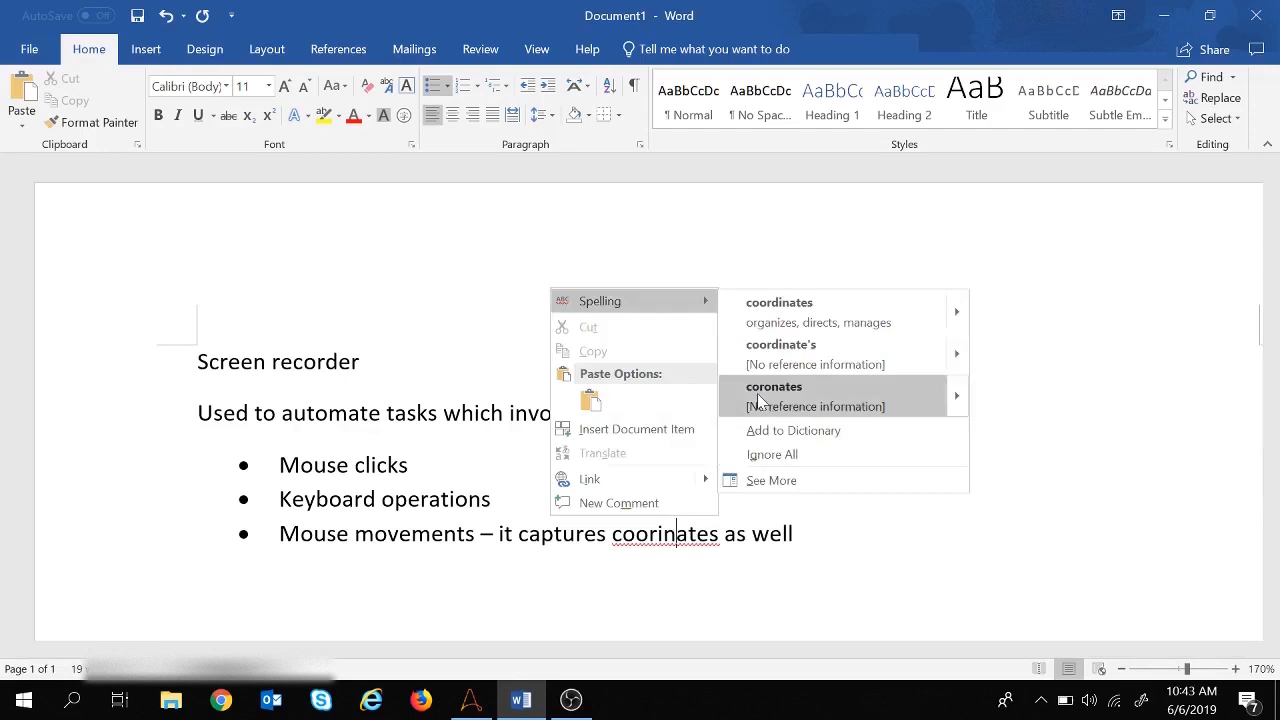 AutoSave Off
Document1 - Word
File Home Insert Design Layout References Mailings Review View Help Tell me what you want to do Share
Paste
Cut
Copy
Format Painter
Clipboard
Calibri (Body) 11
Font
Paragraph
AaBbCcDc AaBbCcDc AaBbCc AaBbCcD AaB AaBbCcD AaBbCcDc
¶ Normal ¶ No Spac... Heading 1 Heading 2 Title Subtitle Subtle Em...
Styles
Find
Replace
Select
Editing
Screen recorder
Used to automate tasks which invo
• Mouse clicks
• Keyboard operations
• Mouse movements – it captures coorinates as well
Spelling
Cut
Copy
Paste Options:
Insert Document Item
Translate
Link
New Comment
coordinates
organizes, directs, manages
coordinate's
[No reference information]
coronates
[No reference information]
Add to Dictionary
Ignore All
See More
Page 1 of 1 19
170%
10:43 AM
6/6/2019
7